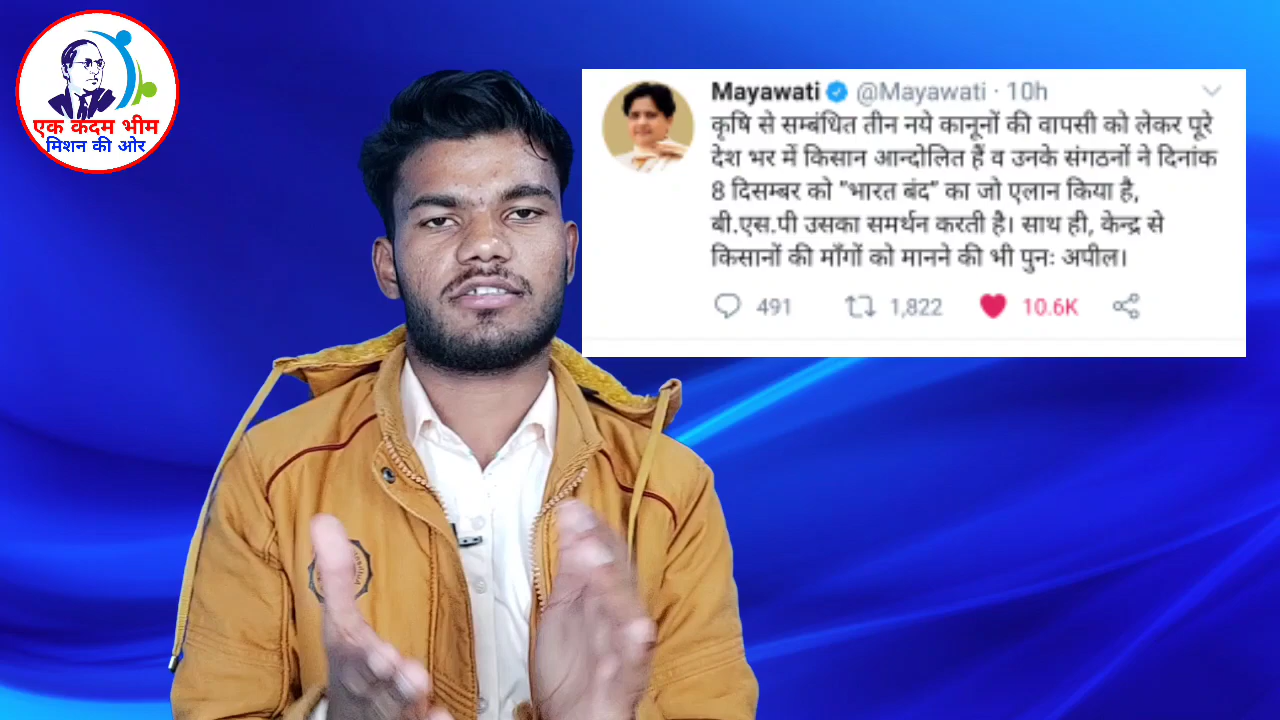 एक कदम भीम
मिशन की ओर
Mayawati @Mayawati · 10h
कृषि से सम्बंधित तीन नये कानूनों की वापसी को लेकर पूरे
देश भर में किसान आन्दोलित हैं व उनके संगठनों ने दिनांक
8 दिसम्बर को "भारत बंद" का जो एलान किया है,
बी.एस.पी उसका समर्थन करती है। साथ ही, केन्द्र से
किसानों की माँगों को मानने की भी पुनः अपील।
491 1,822 10.6K